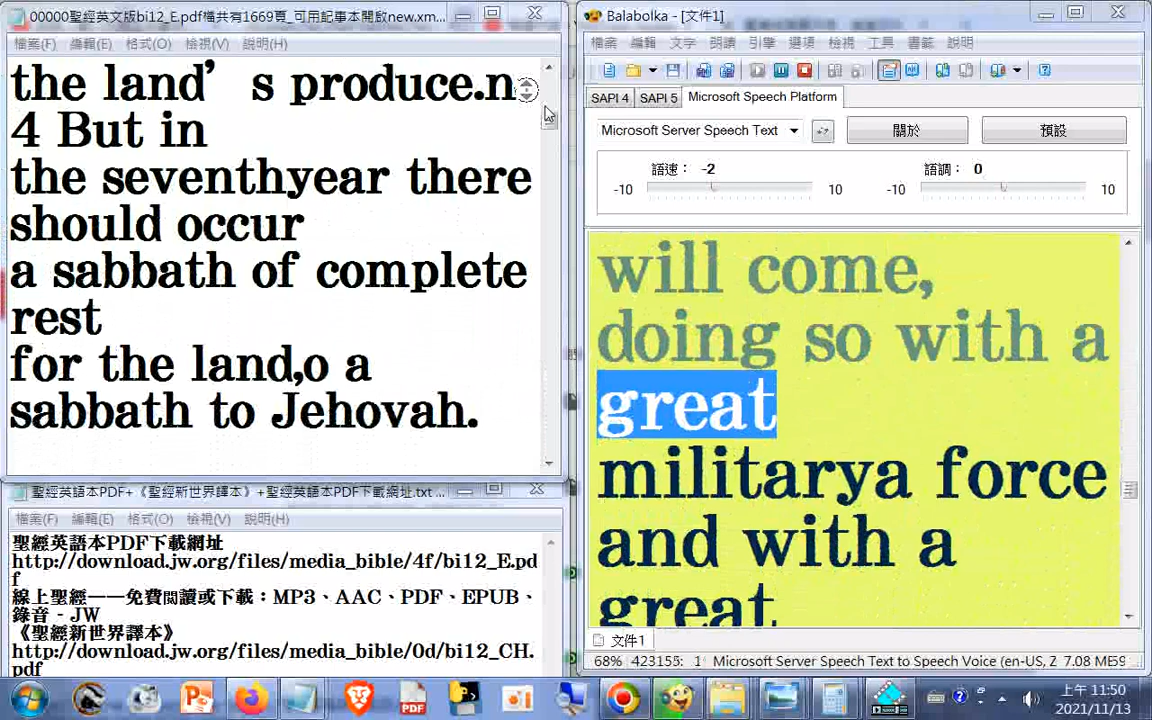 00000聖經英文版bi12_E.pdf檔共有1669頁_可用記事本開啟new.xm...
檔案(F) 編輯(E) 格式(O) 檢視(V) 說明(H)
the land’s produce.n
4 But in
the seventhyear there
should occur
a sabbath of complete
rest
for the land,o a
sabbath to Jehovah.
聖經英語本PDF+《聖經新世界譯本》+聖經英語本PDF下載網址.txt ...
檔案(F) 編輯(E) 格式(O) 檢視(V) 說明(H)
聖經英語本PDF下載網址
http://download.jw.org/files/media_bible/4f/bi12_E.pd
f
線上聖經——免費閱讀或下載：MP3、AAC、PDF、EPUB、
錄音 - JW
《聖經新世界譯本》
http://download.jw.org/files/media_bible/0d/bi12_CH.
pdf
Balabolka - [文件1]
檔案 編輯 文字 朗讀 引擎 選項 檢視 工具 書籤 說明
SAPI 4 SAPI 5 Microsoft Speech Platform
Microsoft Server Speech Text 關於 預設
語速： -2 語調： 0
-10 10 -10 10
will come,
doing so with a
great
militarya force
and with a
great
文件1
68% 423155: 1 Microsoft Server Speech Text to Speech Voice (en-US, Z 7.08 ME59
上午 11:50
2021/11/13